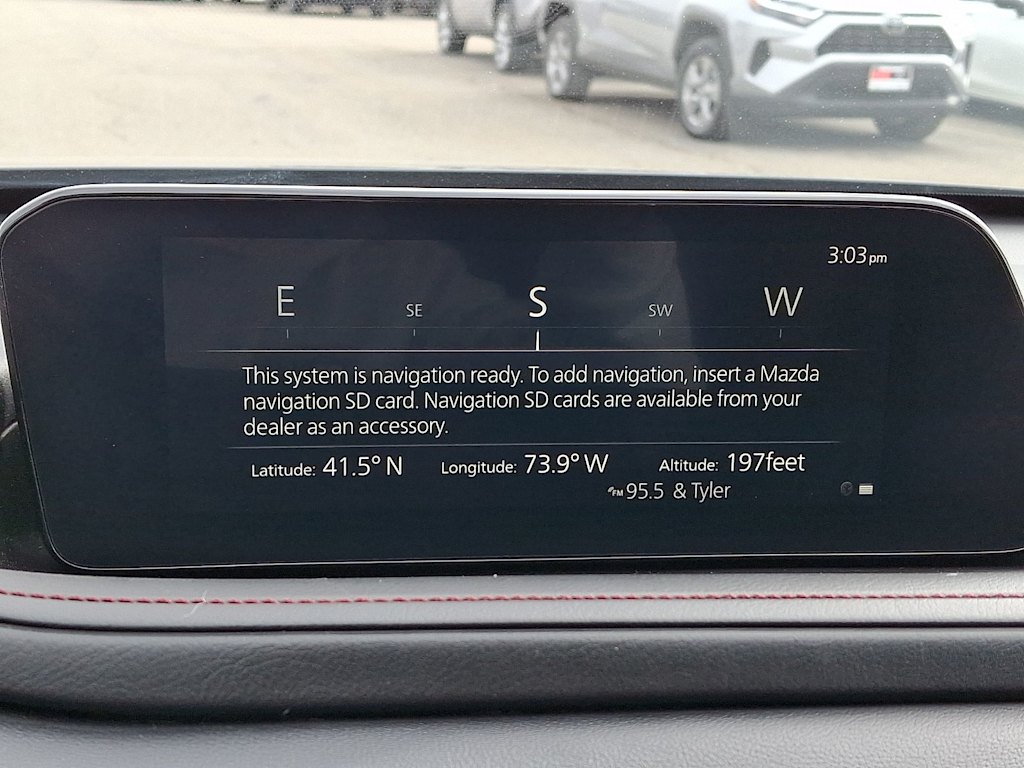 3:03pm
E SE S SW W
This system is navigation ready. To add navigation, insert a Mazda
navigation SD card. Navigation SD cards are available from your
dealer as an accessory.
Latitude: 41.5° N Longitude: 73.9° W Altitude: 197feet
FM 95.5 & Tyler